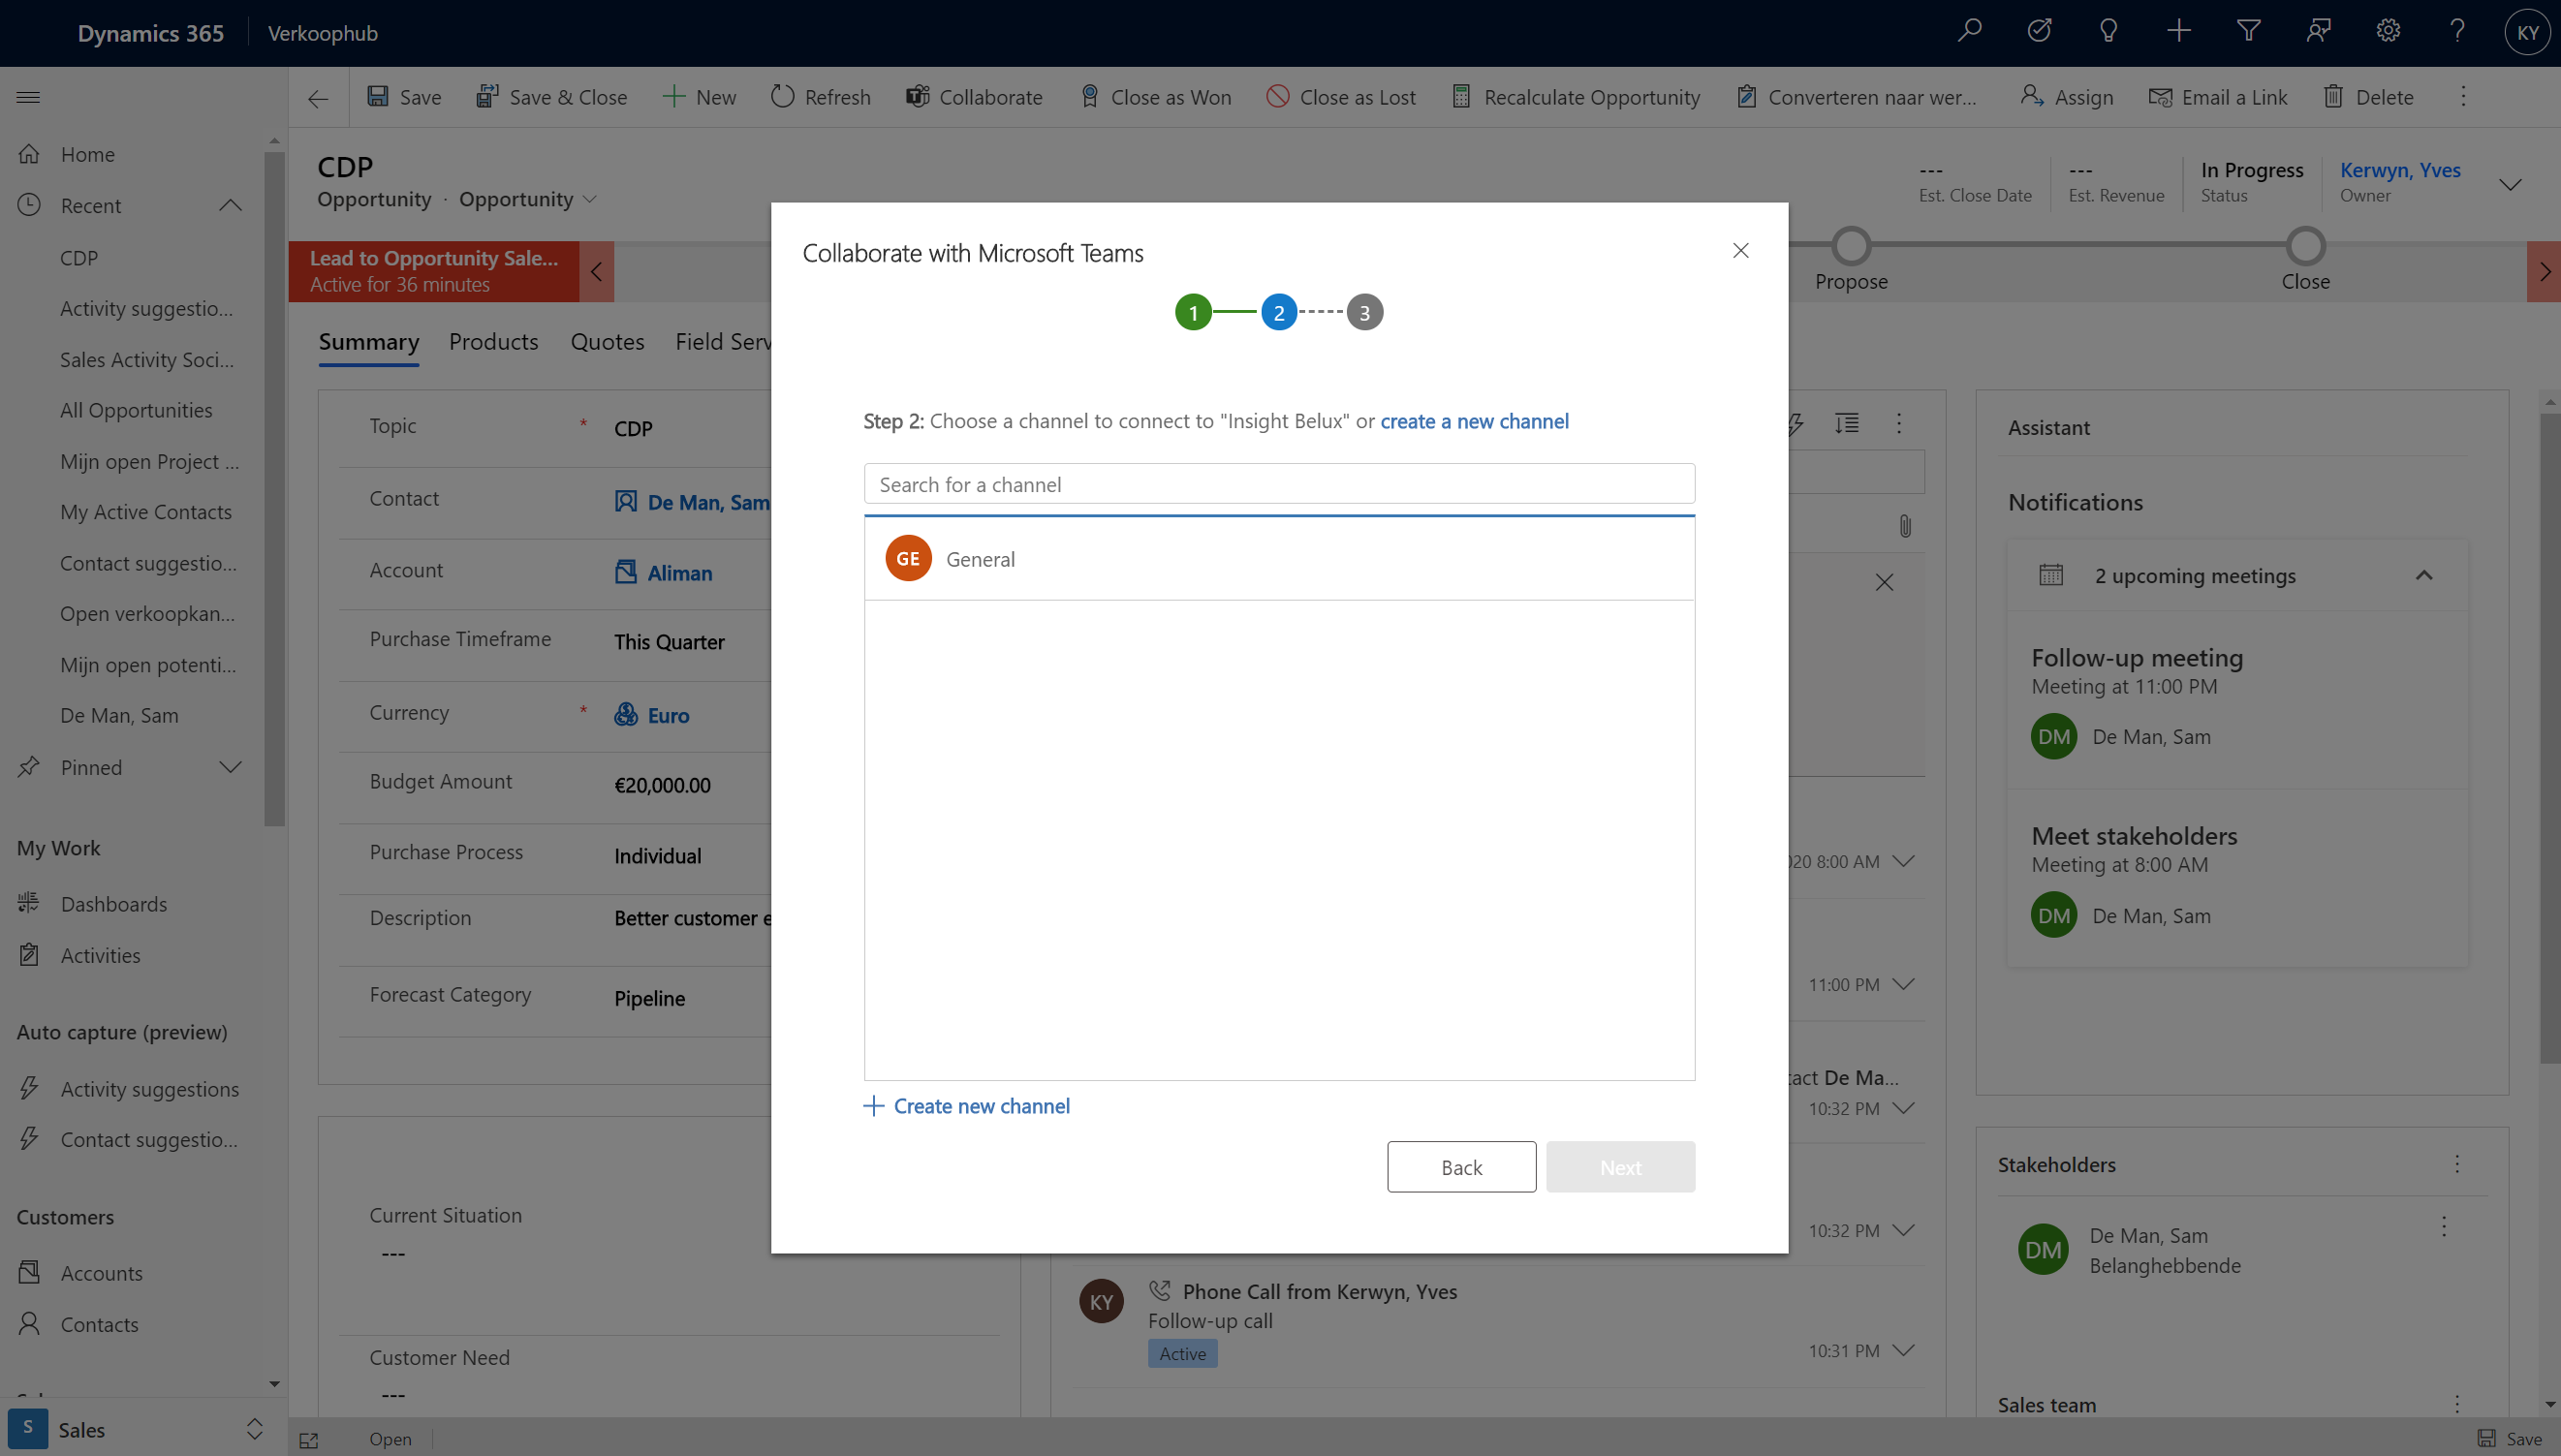 Dynamics 365
Verkoophub
KY
Save
Save & Close
New
Refresh
Collaborate
Close as Won
Close as Lost
Recalculate Opportunity
Converteren naar wer...
Assign
Email a Link
Delete
Home
Recent
CDP
Activity suggestio...
Sales Activity Soci...
All Opportunities
Mijn open Project ...
My Active Contacts
Contact suggestio...
Open verkoopkan...
Mijn open potenti...
De Man, Sam
Pinned
My Work
Dashboards
Activities
Auto capture (preview)
Activity suggestions
Contact suggestio...
Customers
Accounts
Contacts
S
Sales
CDP
Opportunity · Opportunity
---
Est. Close Date
---
Est. Revenue
In Progress
Status
Kerwyn, Yves
Owner
Lead to Opportunity Sale...
Active for 36 minutes
Propose
Close
Summary
Products
Quotes
Field Serv
Topic
*
CDP
Contact
De Man, Sam
Account
Aliman
Purchase Timeframe
This Quarter
Currency
*
Euro
Budget Amount
€20,000.00
Purchase Process
Individual
Description
Better customer e
Forecast Category
Pipeline
Current Situation
---
Customer Need
---
Collaborate with Microsoft Teams
1
2
3
Step 2: Choose a channel to connect to "Insight Belux" or create a new channel
Search for a channel
GE
General
Create new channel
Back
Next
020 8:00 AM
11:00 PM
tact De Ma...
10:32 PM
10:32 PM
KY
Phone Call from Kerwyn, Yves
Follow-up call
Active
10:31 PM
Assistant
Notifications
2 upcoming meetings
Follow-up meeting
Meeting at 11:00 PM
DM
De Man, Sam
Meet stakeholders
Meeting at 8:00 AM
DM
De Man, Sam
Stakeholders
DM
De Man, Sam
Belanghebbende
Sales team
Open
Save